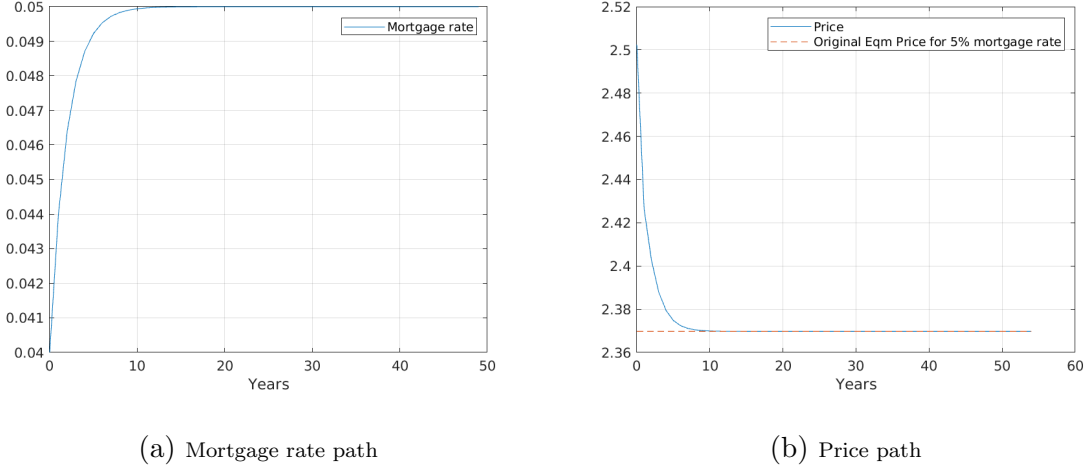 0.05
0.049
0.048
0.047
0.046
0.05
0.044
0.043
0.042
0.041
0.04
0 10 20 30 40 50
Years
Mortgage rate
(a) Mortgage rate path
2.52
2.5
2.48
2.46
2.44
2.42
2.4
2.38
2.36
0 10 20 30 40 50 60
Years
Price
Original Eqm Price for 5% mortgage rate
(b) Price path